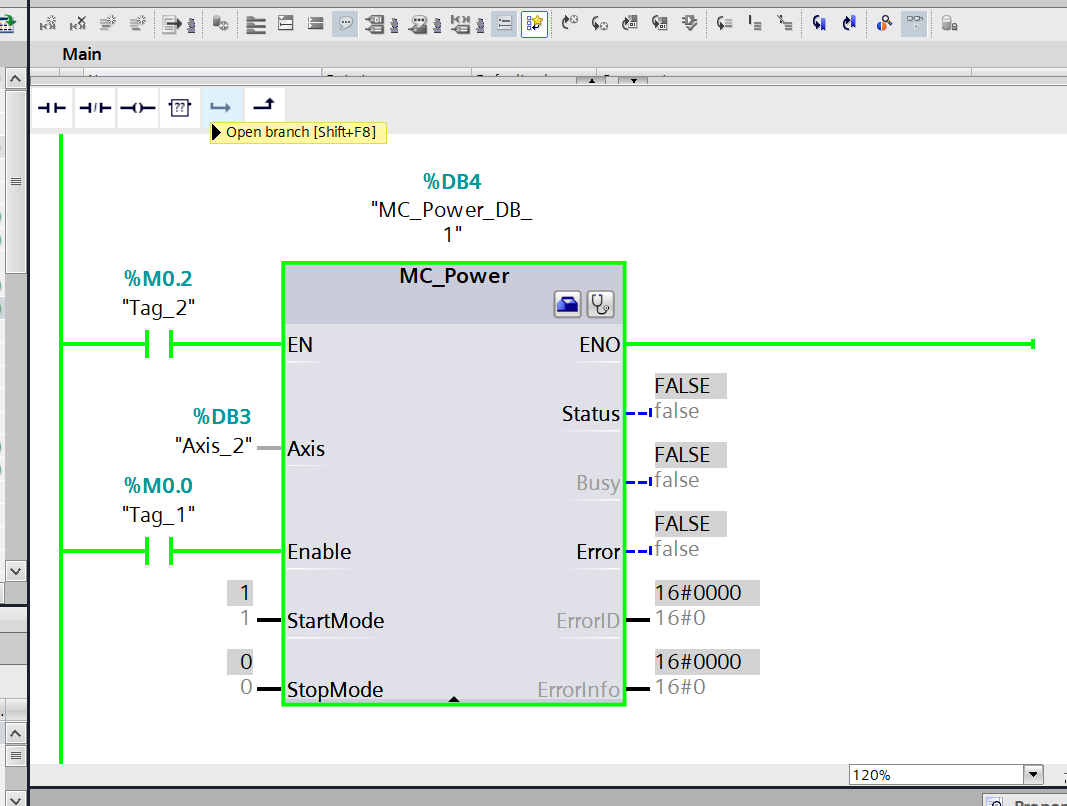 Main
??
Open branch [Shift+F8]
%DB4
"MC_Power_DB_
1"
%M0.2
"Tag_2"
MC_Power
EN
ENO
%DB3
"Axis_2"
Axis
Status
FALSE
false
%M0.0
"Tag_1"
Busy
FALSE
false
Enable
Error
FALSE
false
1
1
StartMode
ErrorID
16#0000
16#0
0
0
StopMode
ErrorInfo
16#0000
16#0
120%